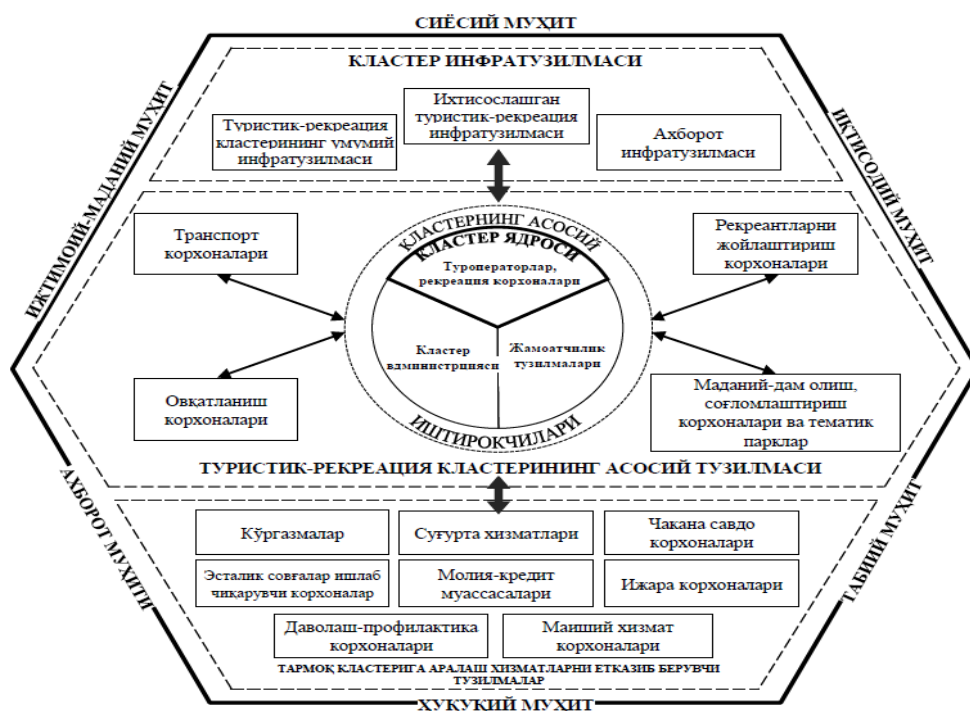 СИЁСИЙ МУҲИТ
КЛАСТЕР ИНФРАТУЗИЛМАСИ
Туристик-рекреация
кластерининг умумий
инфратузилмаси
Ихтисослашган
туристик-рекреация
инфратузилмаси
Ахборот
инфратузилмаси
ИЖТИМОИЙ-МАДАНИЙ МУҲИТ
ИКТИСОДИЙ МУҲИТ
Транспорт
корхоналари
Рекреантларни
жойлаштириш
корхоналари
КЛАСТЕРНИНГ АСОСИЙ
КЛАСТЕР ЯДРОСИ
Туроператорлар,
рекреация корхоналари
Кластер
вдминистрцияси
Жамоатчилик
тузилмалари
ИШТИРОКЧИЛАРИ
Овқатланиш
корхоналари
Маданий-дам олиш,
соғломлаштириш
корхоналари ва тематик
парклар
ТУРИСТИК-РЕКРЕАЦИЯ КЛАСТЕРИНИНГ АСОСИЙ ТУЗИЛМАСИ
АХБОРОТ МУҲИТИ
ТАБИИЙ МУҲИТ
Кўргазмалар
Суғурта хизматлари
Чакана савдо
корхоналари
Эсталик совғалар ишлаб
чиқарувчи корхоналар
Молия-кредит
муассасалари
Ижара корхоналари
Даволаш-профилактика
корхоналари
Маиший хизмат
корхоналари
ТАРМОҚ КЛАСТЕРИГА АРАЛАШ ХИЗМАТЛАРНИ ЕТКАЗИБ БЕРУВЧИ
ТУЗИЛМАЛАР
ҲУҚУҚИЙ МУҲИТ